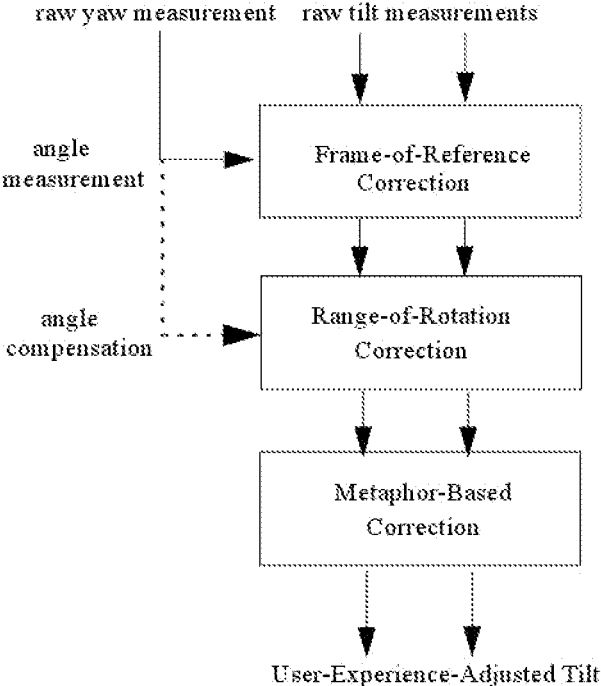 raw yaw measurement
raw tilt measurements
angle
measurement
Frame-of-Reference
Correction
angle
compensation
Range-of-Rotation
Correction
Metaphor-Based
Correction
User-Experience-Adjusted Tilt